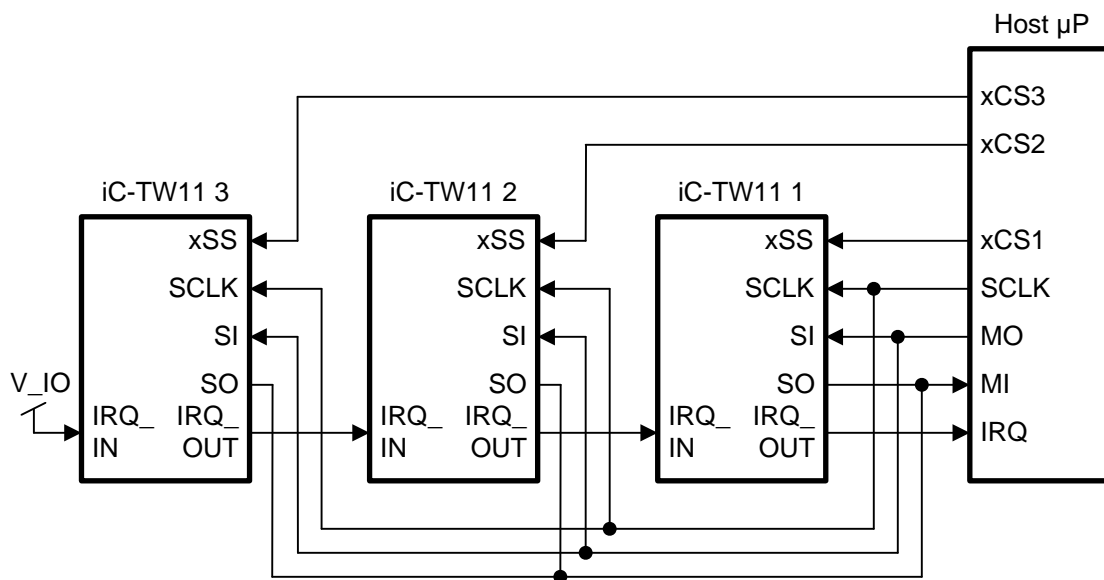 Host µP
xCS3
xCS2
xCS1
SCLK
MO
MI
IRQ
iC-TW11 3
xSS
SCLK
SI
SO
IRQ_
IN
IRQ_
OUT
V_IO
iC-TW11 2
xSS
SCLK
SI
SO
IRQ_
IN
IRQ_
OUT
iC-TW11 1
xSS
SCLK
SI
SO
IRQ_
IN
IRQ_
OUT